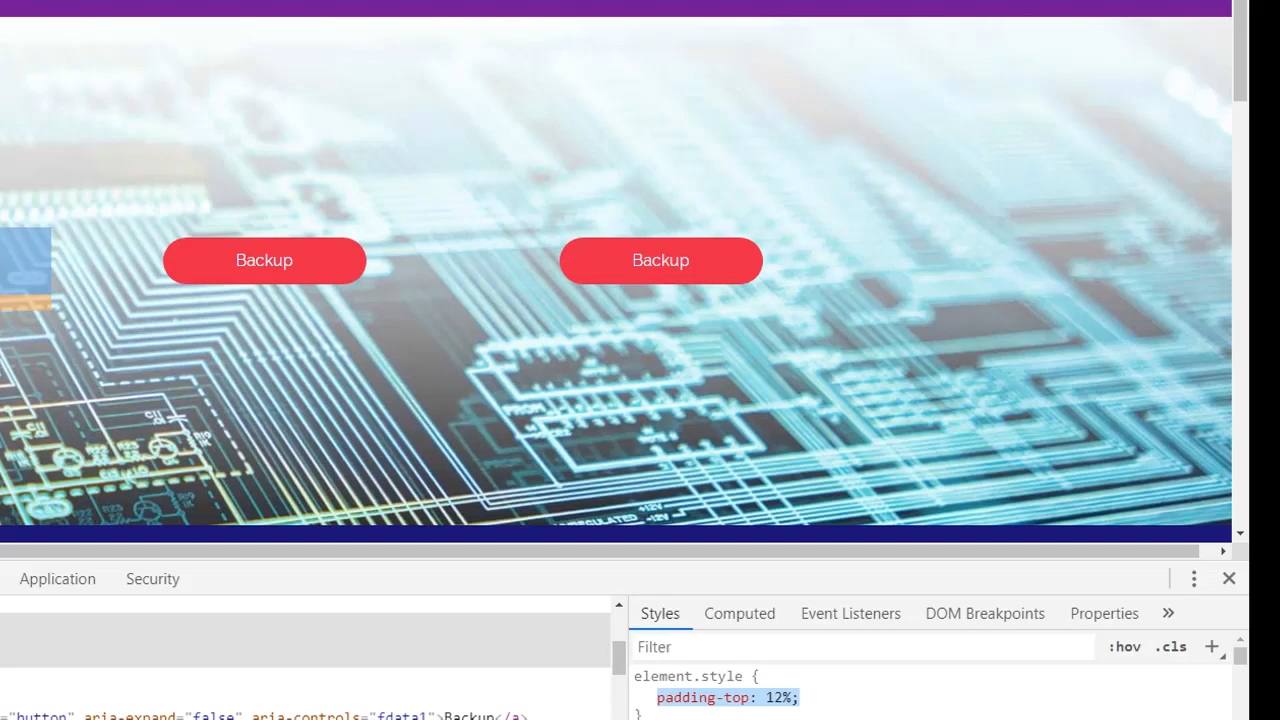 Backup
Backup
Application Security
Styles Computed Event Listeners DOM Breakpoints Properties »
Filter :hov .cls +
element.style {
padding-top: 12%;
}
="button" aria-expand="false" aria-controls="fdata1">Backup</a>